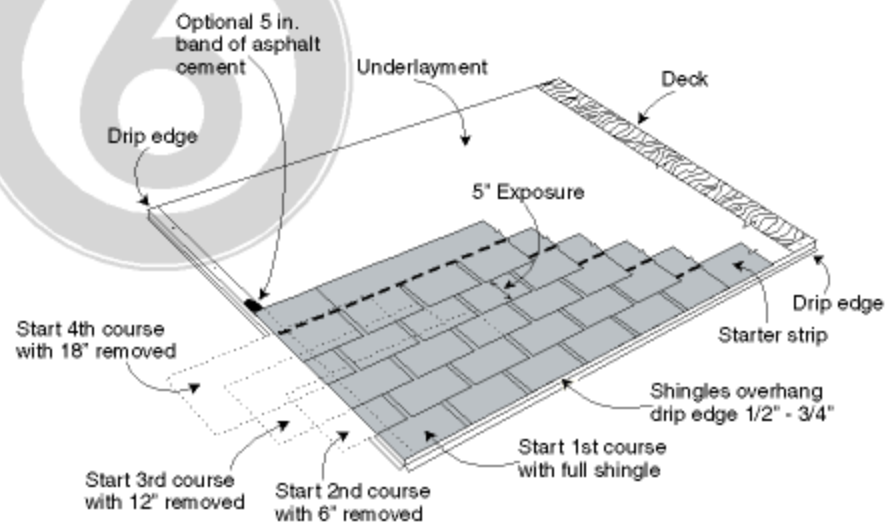 Optional 5 in.
band of asphalt
cement
Underlayment
Deck
Drip edge
5" Exposure
Drip edge
Starter strip
Start 4th course
with 18" removed
Shingles overhang
drip edge 1/2" - 3/4"
Start 1st course
with full shingle
Start 3rd course
with 12" removed
Start 2nd course
with 6" removed
6